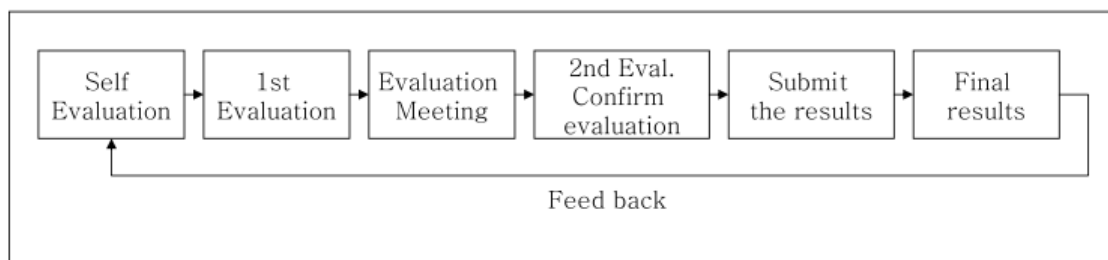 Self
Evaluation
1st
Evaluation
Evaluation
Meeting
2nd Eval.
Confirm
evaluation
Submit
the results
Final
results
Feed back